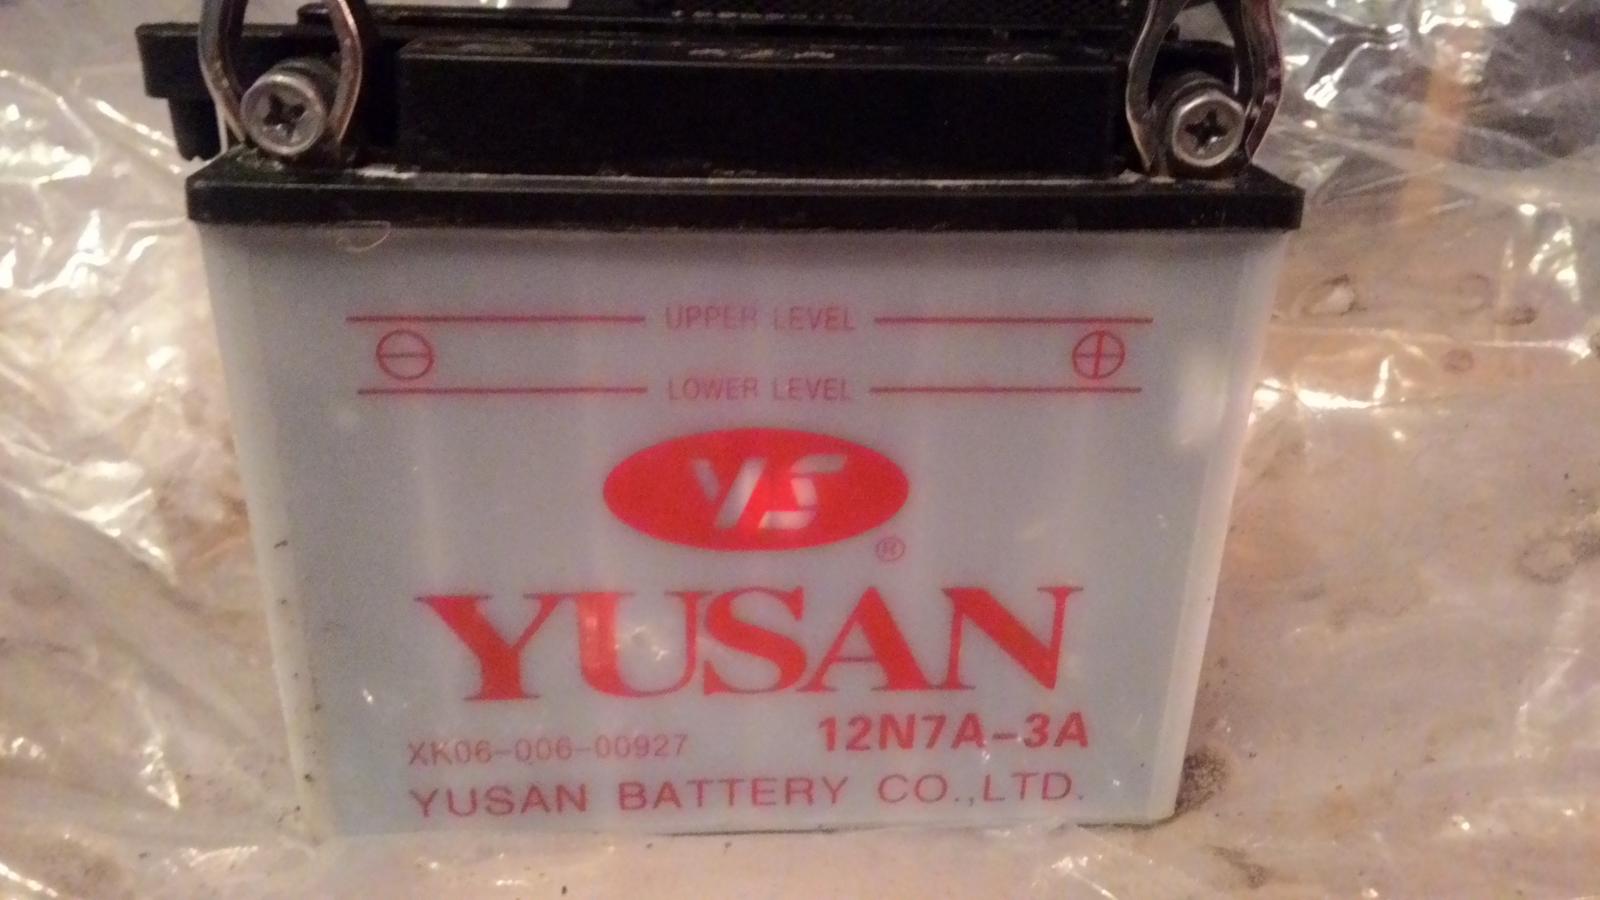 UPPER LEVEL
LOWER LEVEL
YS
®
YUSAN
XK06-006-00927 12N7A-3A
YUSAN BATTERY CO.,LTD.